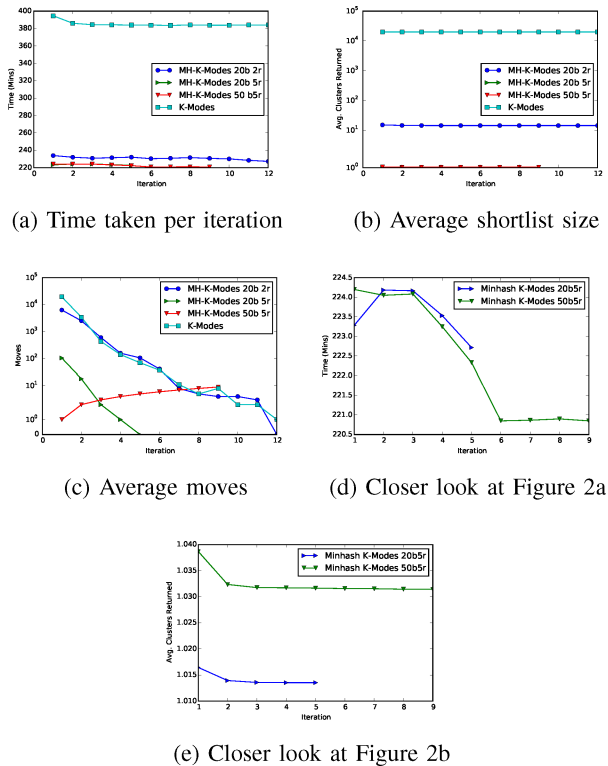 400
380
360
340
320
300
280
260
240
220
Time (Mins)
MH-K-Modes 20b 2r
MH-K-Modes 20b 5r
MH-K-Modes 50 b5r
K-Modes
0 2 4 6 8 10 12
Iteration
(a) Time taken per iteration
10^5
10^4
10^3
10^2
10^1
10^0
Avg. Clusters Returned
MH-K-Modes 20b 2r
MH-K-Modes 20b 5r
MH-K-Modes 50b 5r
K-Modes
0 2 4 6 8 10 12
Iteration
(b) Average shortlist size
10^5
10^4
10^3
10^2
10^1
10^0
0
Moves
MH-K-Modes 20b 2r
MH-K-Modes 20b 5r
MH-K-Modes 50b 5r
K-Modes
0 2 4 6 8 10 12
Iteration
(c) Average moves
224.5
224.0
223.5
223.0
222.5
222.0
221.5
221.0
220.5
Time (Mins)
Minhash K-Modes 20b5r
Minhash K-Modes 50b5r
1 2 3 4 5 6 7 8 9
Iteration
(d) Closer look at Figure 2a
1.040
1.035
1.030
1.025
1.020
1.015
1.010
Avg. Clusters Returned
Minhash K-Modes 20b5r
Minhash K-Modes 50b5r
1 2 3 4 5 6 7 8 9
Iteration
(e) Closer look at Figure 2b